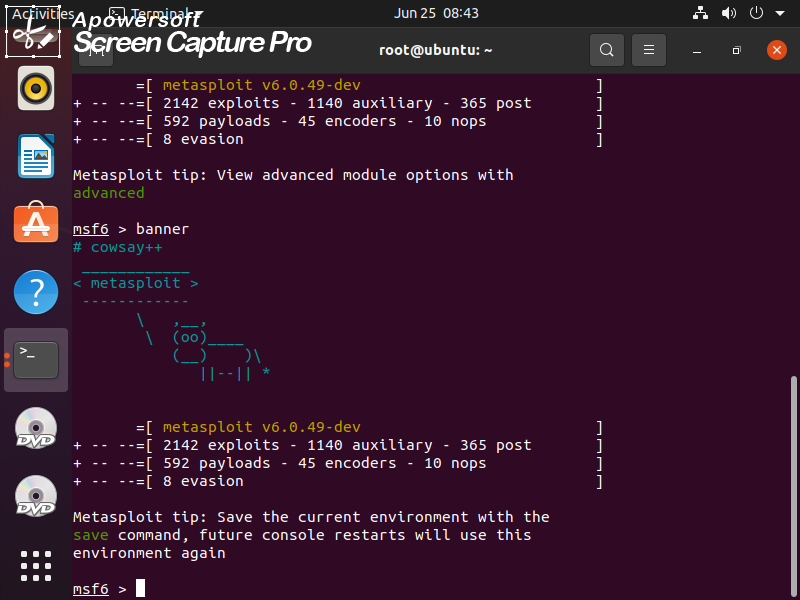 Activities
Terminal
Jun 25  08:43
Apowersoft
Screen Capture Pro
root@ubuntu: ~
=[ metasploit v6.0.49-dev                          ]
+ -- --=[ 2142 exploits - 1140 auxiliary - 365 post       ]
+ -- --=[ 592 payloads - 45 encoders - 10 nops            ]
+ -- --=[ 8 evasion                                       ]
Metasploit tip: View advanced module options with
advanced
msf6 > banner
# cowsay++
 ____________
< metasploit >
 ------------
       \   ,__,
        \  (oo)____
           (__)    )\
              ||--|| *
=[ metasploit v6.0.49-dev                          ]
+ -- --=[ 2142 exploits - 1140 auxiliary - 365 post       ]
+ -- --=[ 592 payloads - 45 encoders - 10 nops            ]
+ -- --=[ 8 evasion                                       ]
Metasploit tip: Save the current environment with the
save command, future console restarts will use this
environment again
msf6 >
>_
DVD
DVD